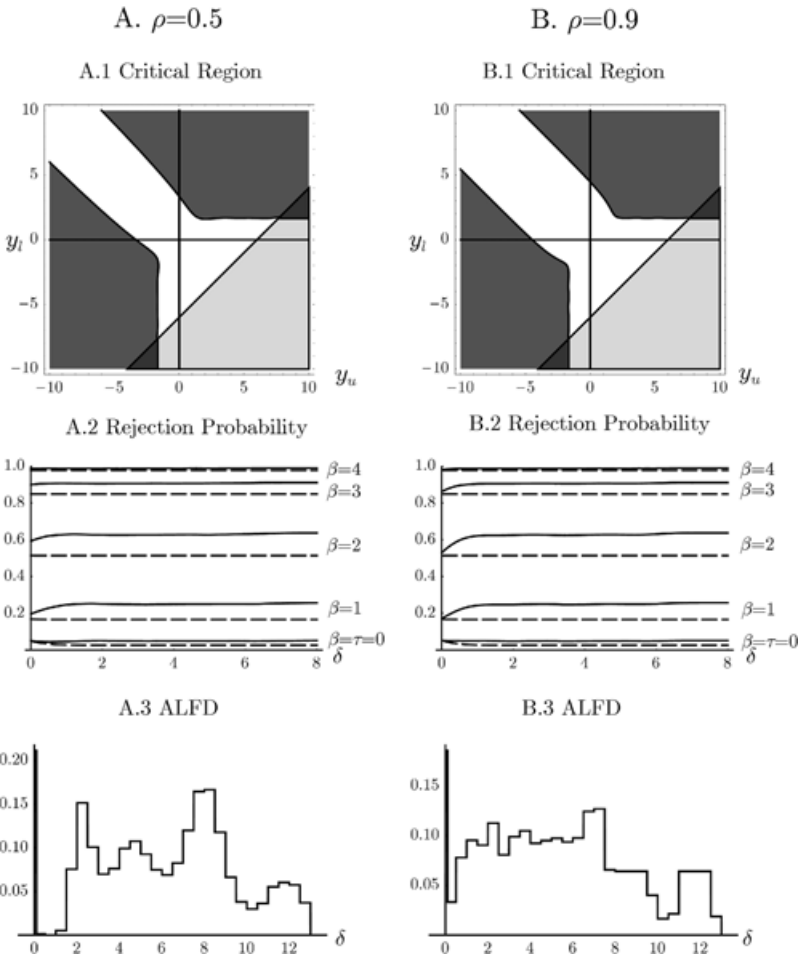 A. ρ=0.5
B. ρ=0.9
A.1 Critical Region
B.1 Critical Region
10
5
y_l 0
−5
−10
−10 −5 0 5 10
y_u
10
5
y_l 0
−5
−10
−10 −5 0 5 10
y_u
A.2 Rejection Probability
B.2 Rejection Probability
1.0
0.8
0.6
0.4
0.2
β=4
β=3
β=2
β=1
β=τ=0
0 2 4 6 8 δ
1.0
0.8
0.6
0.4
0.2
β=4
β=3
β=2
β=1
β=τ=0
0 2 4 6 8 δ
A.3 ALFD
B.3 ALFD
0.20
0.15
0.10
0.05
0 2 4 6 8 10 12 δ
0.15
0.10
0.05
0 2 4 6 8 10 12 δ